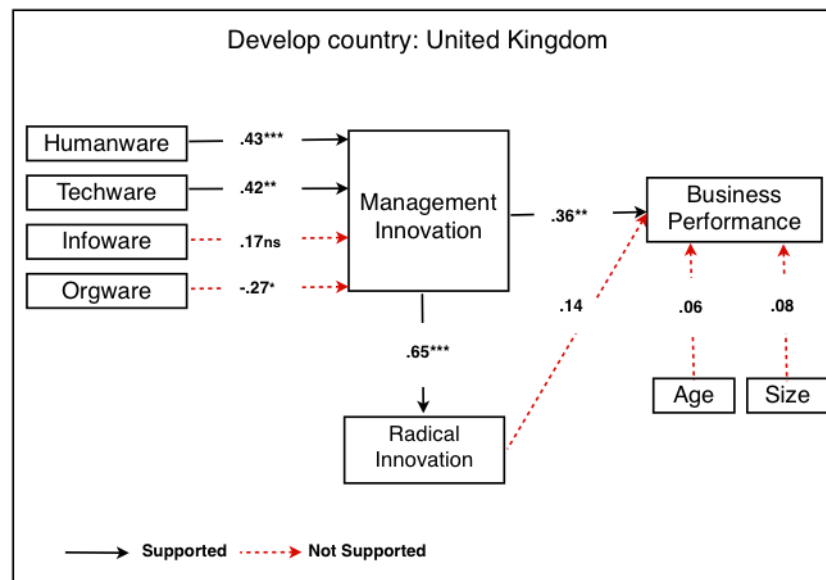 Develop country: United Kingdom
Humanware
.43***
Techware
.42**
Infoware
.17ns
Orgware
-.27*
Management
Innovation
.36**
Business
Performance
.65***
.14
.06
.08
Radical
Innovation
Age
Size
Supported
Not Supported